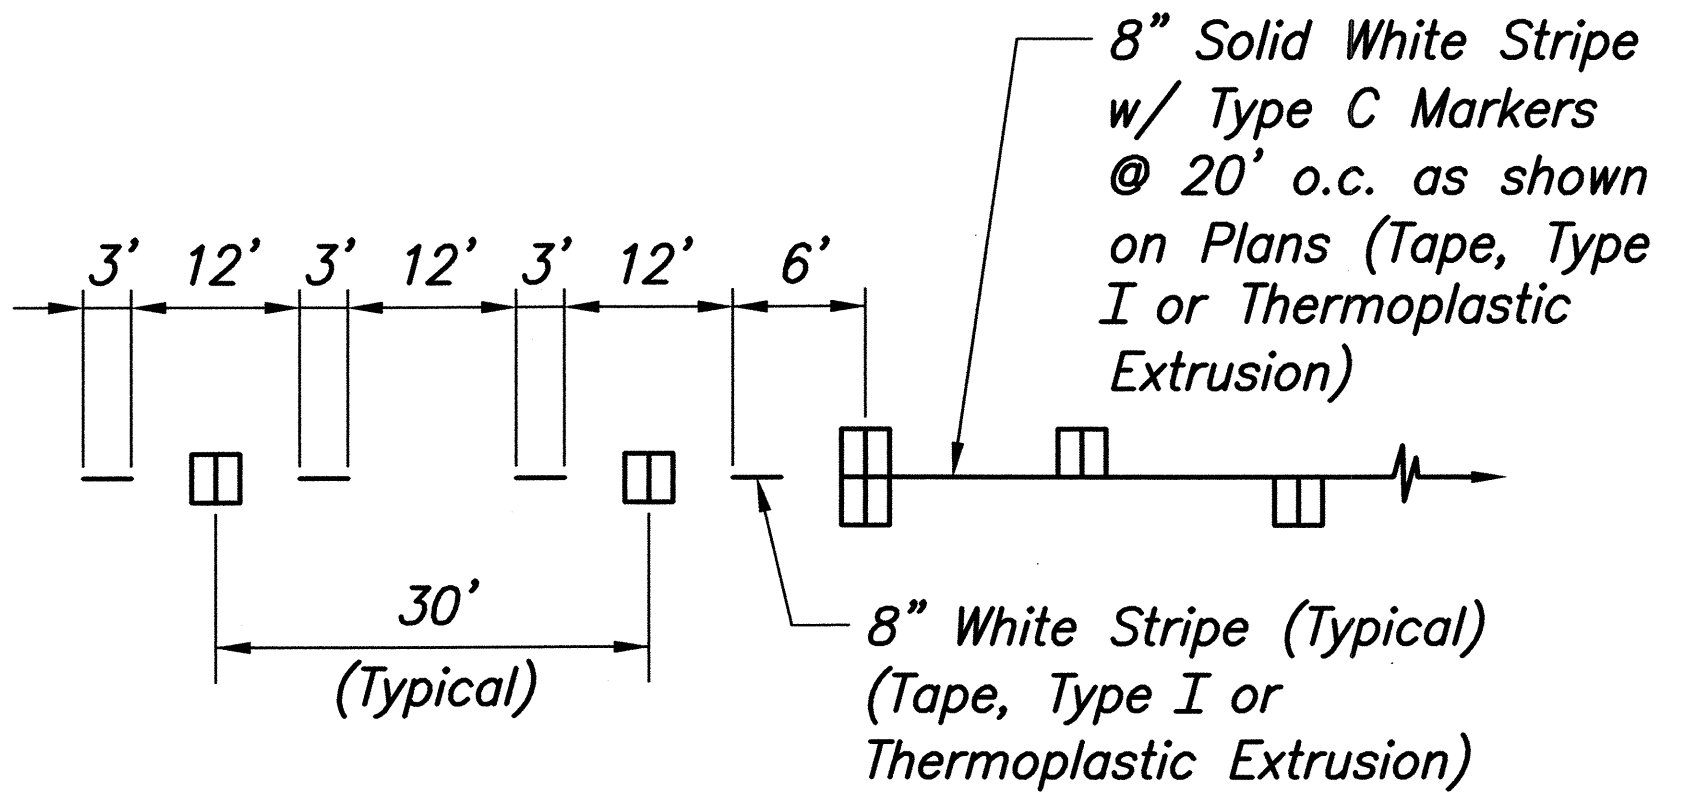 8" Solid White Stripe
w/ Type C Markers
@ 20' o.c. as shown
on Plans (Tape, Type
I or Thermoplastic
Extrusion)
3' 12' 3' 12' 3' 12' 6'
30'
(Typical)
8" White Stripe (Typical)
(Tape, Type I or
Thermoplastic Extrusion)